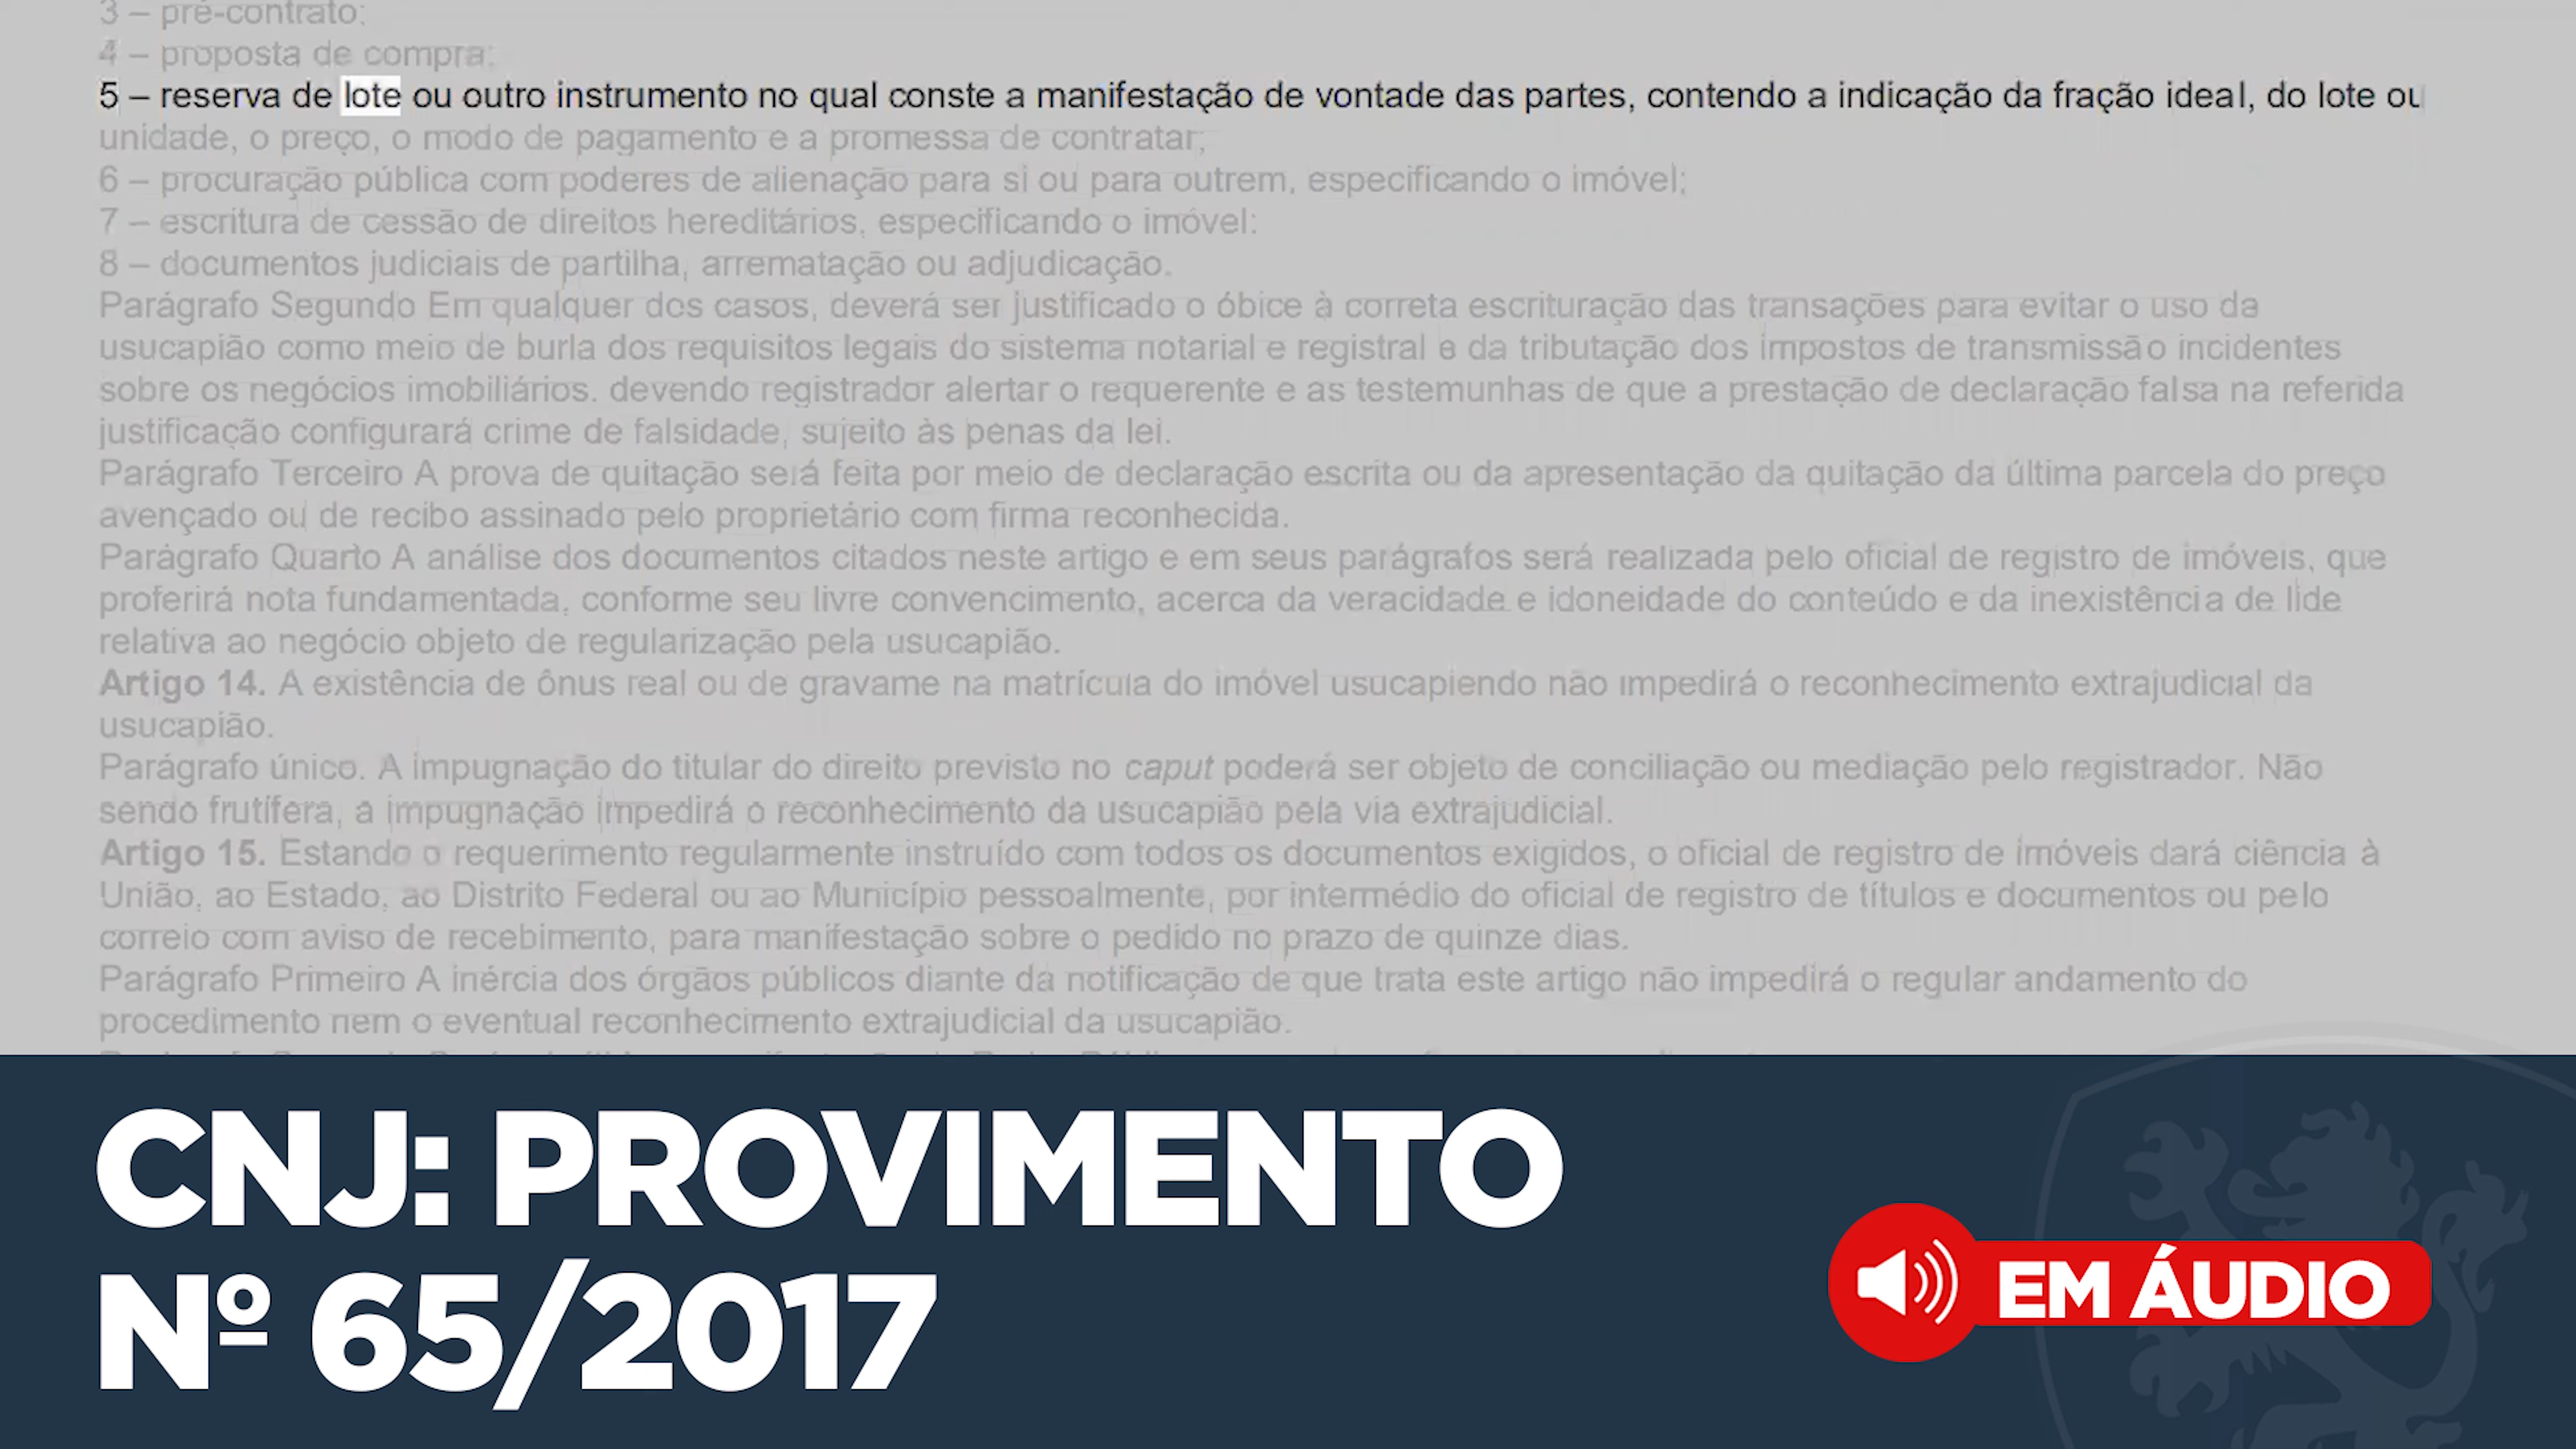 3 – pré-contrato;
4 – proposta de compra;
5 – reserva de lote ou outro instrumento no qual conste a manifestação de vontade das partes, contendo a indicação da fração ideal, do lote ou
unidade, o preço, o modo de pagamento e a promessa de contratar;
6 – procuração pública com poderes de alienação para si ou para outrem, especificando o imóvel;
7 – escritura de cessão de direitos hereditários, especificando o imóvel:
8 – documentos judiciais de partilha, arrematação ou adjudicação.
Parágrafo Segundo Em qualquer dos casos, deverá ser justificado o óbice à correta escrituração das transações para evitar o uso da
usucapião como meio de burla dos requisitos legais do sistema notarial e registral e da tributação dos impostos de transmissão incidentes
sobre os negócios imobiliários. devendo registrador alertar o requerente e as testemunhas de que a prestação de declaração falsa na referida
justificação configurará crime de falsidade, sujeito às penas da lei.
Parágrafo Terceiro A prova de quitação será feita por meio de declaração escrita ou da apresentação da quitação da última parcela do preço
avençado ou de recibo assinado pelo proprietário com firma reconhecida.
Parágrafo Quarto A análise dos documentos citados neste artigo e em seus parágrafos será realizada pelo oficial de registro de imóveis, que
proferirá nota fundamentada, conforme seu livre convencimento, acerca da veracidade e idoneidade do conteúdo e da inexistência de lide
relativa ao negócio objeto de regularização pela usucapião.
Artigo 14. A existência de ônus real ou de gravame na matrícula do imóvel usucapiendo não impedirá o reconhecimento extrajudicial da
usucapião.
Parágrafo único. A impugnação do titular do direito previsto no caput poderá ser objeto de conciliação ou mediação pelo registrador. Não
sendo frutífera, a impugnação impedirá o reconhecimento da usucapião pela via extrajudicial.
Artigo 15. Estando o requerimento regularmente instruído com todos os documentos exigidos, o oficial de registro de imóveis dará ciência à
União, ao Estado, ao Distrito Federal ou ao Município pessoalmente, por intermédio do oficial de registro de títulos e documentos ou pelo
correio com aviso de recebimento, para manifestação sobre o pedido no prazo de quinze dias.
Parágrafo Primeiro A inércia dos órgãos públicos diante da notificação de que trata este artigo não impedirá o regular andamento do
procedimento nem o eventual reconhecimento extrajudicial da usucapião.
CNJ: PROVIMENTO
Nº 65/2017
EM ÁUDIO